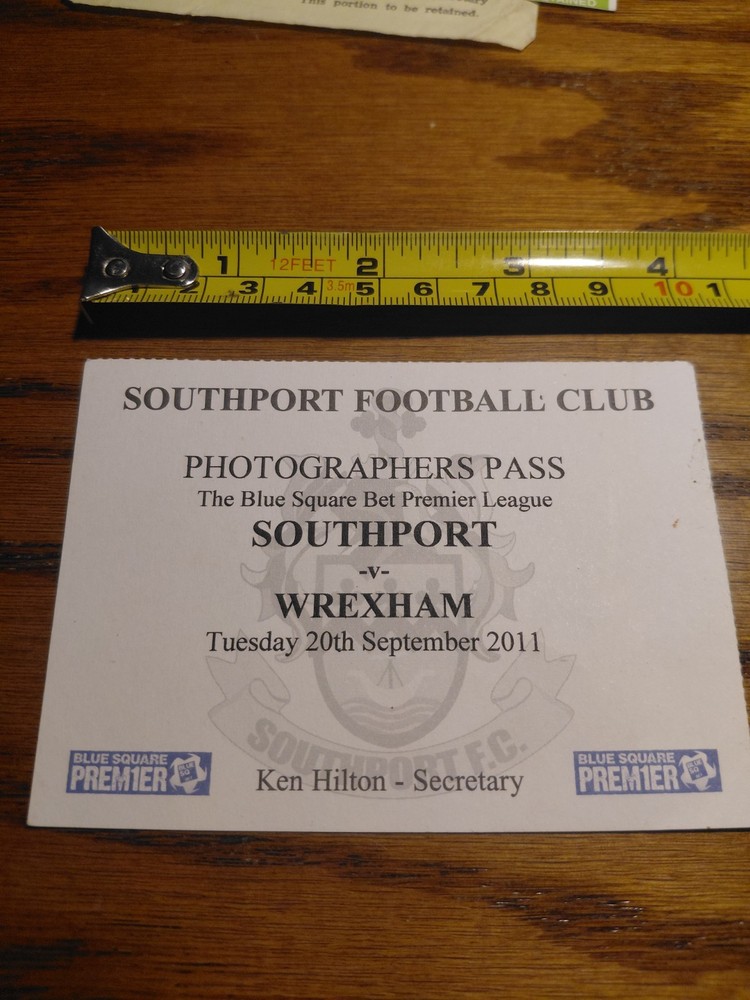 This portion to be retained.
1 12FEET 2 3 4
1 2 3 4 3.5m 5 6 7 8 9 10 1
SOUTHPORT FOOTBALL CLUB
PHOTOGRAPHERS PASS
The Blue Square Bet Premier League
SOUTHPORT
-v-
WREXHAM
Tuesday 20th September 2011
SOUTHPORT F.C.
BLUE SQUARE
PREM1ER
Ken Hilton - Secretary
BLUE SQUARE
PREM1ER